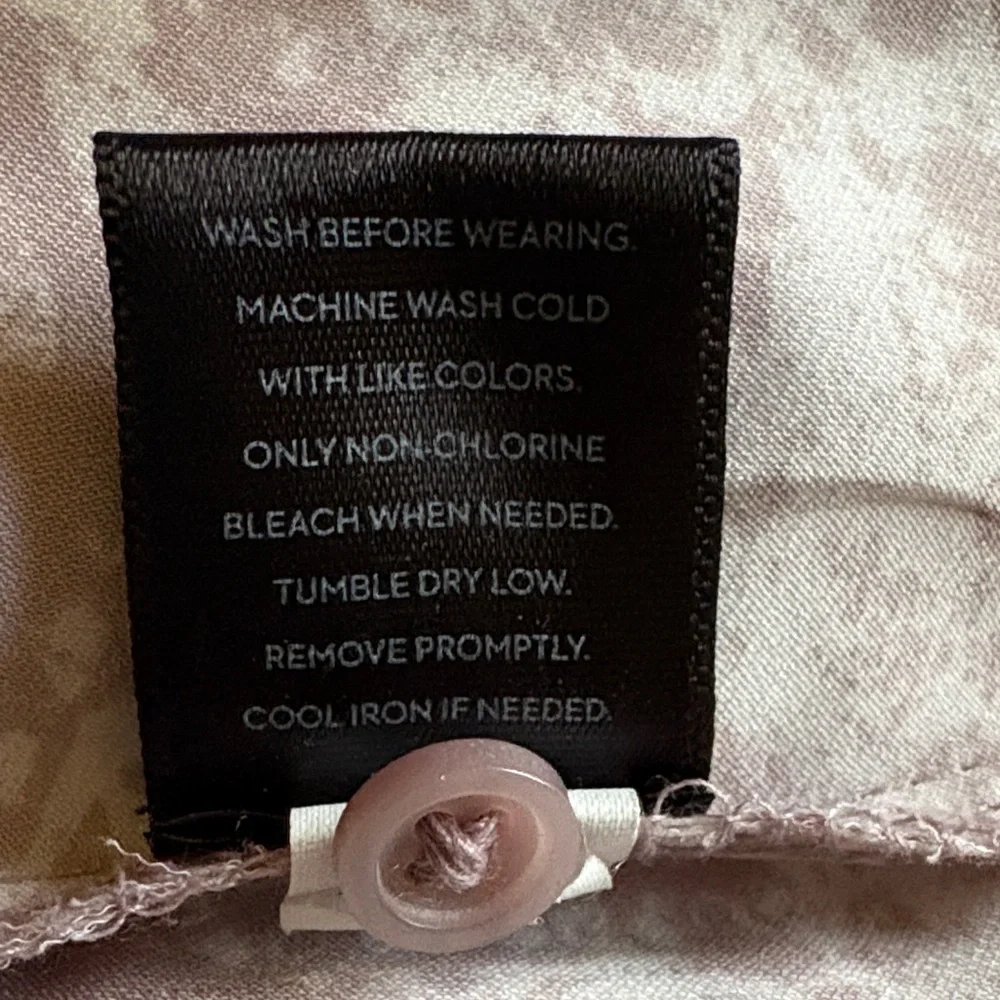 WASH BEFORE WEARING.
MACHINE WASH COLD
WITH LIKE COLORS.
ONLY NON-CHLORINE
BLEACH WHEN NEEDED.
TUMBLE DRY LOW.
REMOVE PROMPTLY.
COOL IRON IF NEEDED.